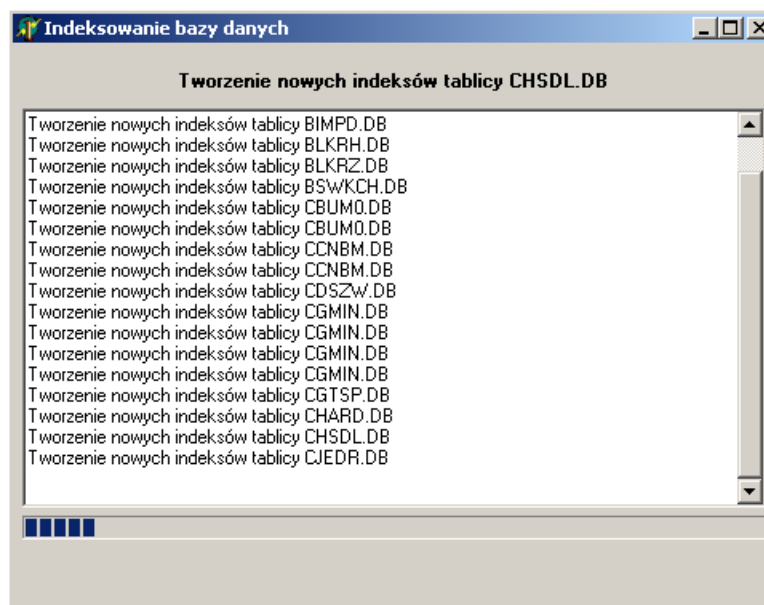 Indeksowanie bazy danych
Tworzenie nowych indeksów tablicy CHSDL.DB
Tworzenie nowych indeksów tablicy BIMPD.DB
Tworzenie nowych indeksów tablicy BLKRH.DB
Tworzenie nowych indeksów tablicy BLKRZ.DB
Tworzenie nowych indeksów tablicy BSWKCH.DB
Tworzenie nowych indeksów tablicy CBUM0.DB
Tworzenie nowych indeksów tablicy CBUM0.DB
Tworzenie nowych indeksów tablicy CCNBM.DB
Tworzenie nowych indeksów tablicy CCNBM.DB
Tworzenie nowych indeksów tablicy CDSZW.DB
Tworzenie nowych indeksów tablicy CGMIN.DB
Tworzenie nowych indeksów tablicy CGMIN.DB
Tworzenie nowych indeksów tablicy CGMIN.DB
Tworzenie nowych indeksów tablicy CGMIN.DB
Tworzenie nowych indeksów tablicy CGTSP.DB
Tworzenie nowych indeksów tablicy CHARD.DB
Tworzenie nowych indeksów tablicy CHSDL.DB
Tworzenie nowych indeksów tablicy CJEDR.DB